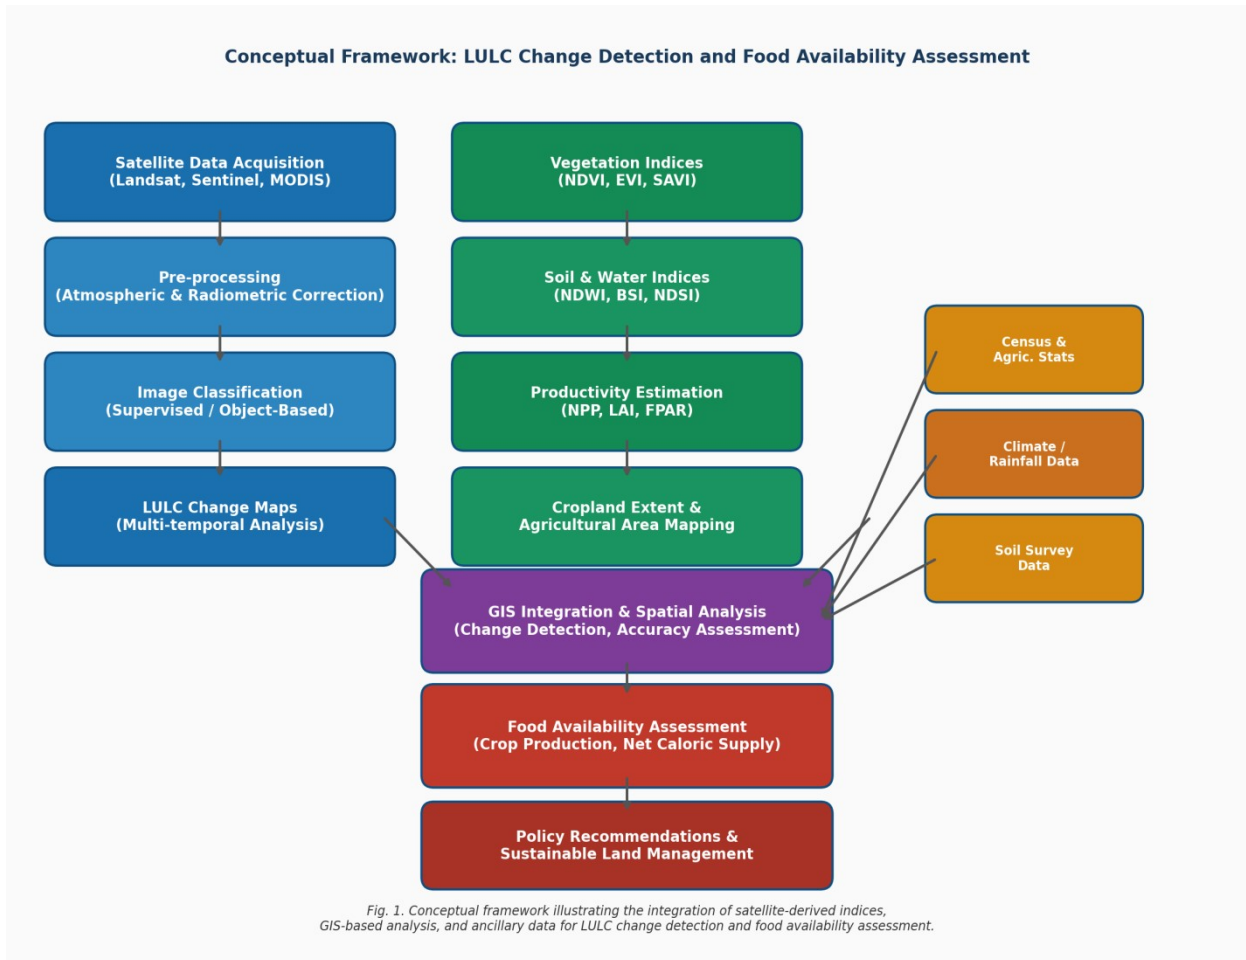 Conceptual Framework: LULC Change Detection and Food Availability Assessment
Satellite Data Acquisition
(Landsat, Sentinel, MODIS)
Pre-processing
(Atmospheric & Radiometric Correction)
Image Classification
(Supervised / Object-Based)
LULC Change Maps
(Multi-temporal Analysis)
Vegetation Indices
(NDVI, EVI, SAVI)
Soil & Water Indices
(NDWI, BSI, NDSI)
Productivity Estimation
(NPP, LAI, FPAR)
Cropland Extent &
Agricultural Area Mapping
Census &
Agric. Stats
Climate /
Rainfall Data
Soil Survey
Data
GIS Integration & Spatial Analysis
(Change Detection, Accuracy Assessment)
Food Availability Assessment
(Crop Production, Net Caloric Supply)
Policy Recommendations &
Sustainable Land Management
Fig. 1. Conceptual framework illustrating the integration of satellite-derived indices,
GIS-based analysis, and ancillary data for LULC change detection and food availability assessment.